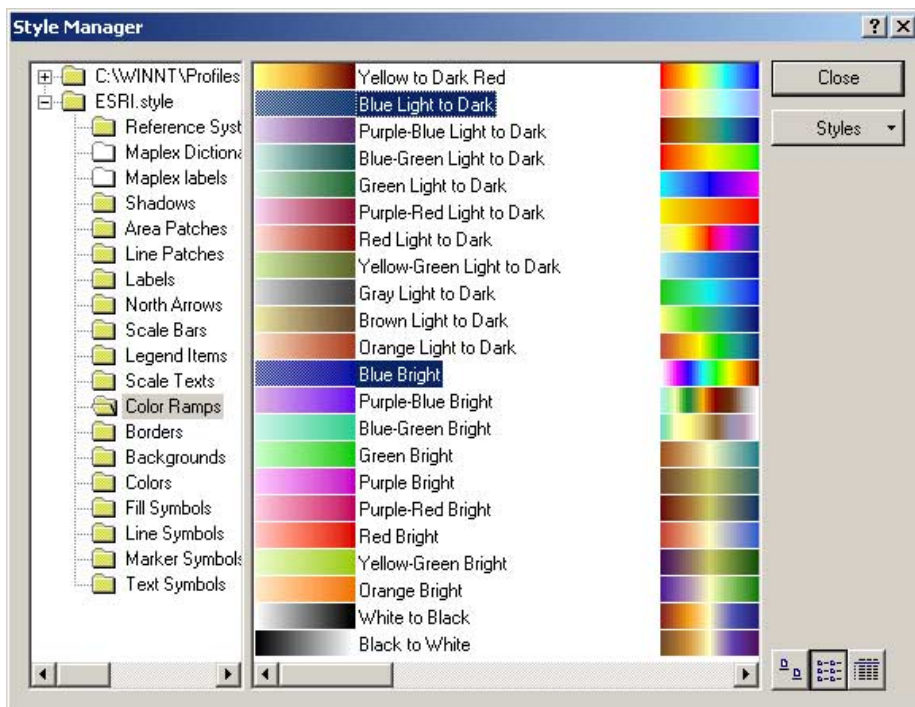 Style Manager
C:\WINNT\Profiles
ESRI.style
Reference Syst
Maplex Dictiona
Maplex labels
Shadows
Area Patches
Line Patches
Labels
North Arrows
Scale Bars
Legend Items
Scale Texts
Color Ramps
Borders
Backgrounds
Colors
Fill Symbols
Line Symbols
Marker Symbols
Text Symbols
Yellow to Dark Red
Blue Light to Dark
Purple-Blue Light to Dark
Blue-Green Light to Dark
Green Light to Dark
Purple-Red Light to Dark
Red Light to Dark
Yellow-Green Light to Dark
Gray Light to Dark
Brown Light to Dark
Orange Light to Dark
Blue Bright
Purple-Blue Bright
Blue-Green Bright
Green Bright
Purple Bright
Purple-Red Bright
Red Bright
Yellow-Green Bright
Orange Bright
White to Black
Black to White
Close
Styles